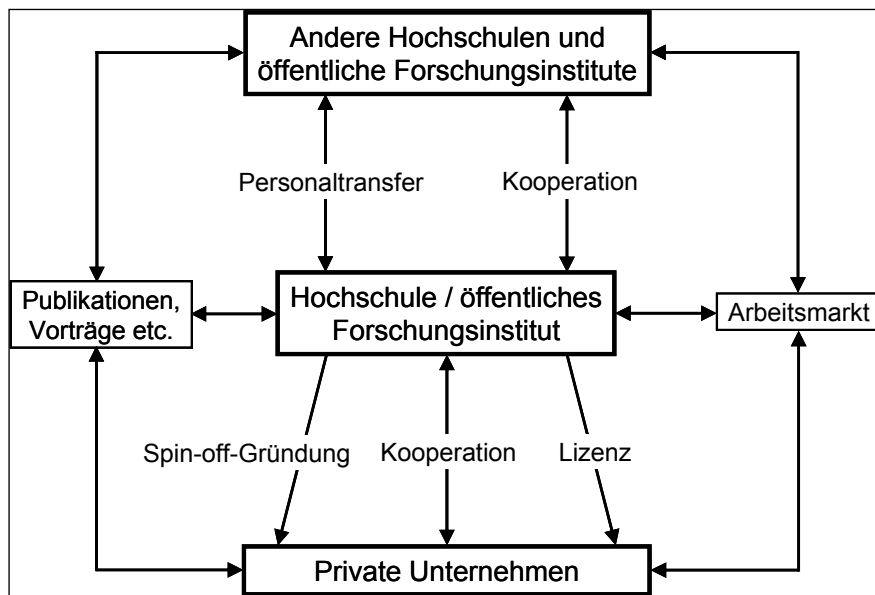 Andere Hochschulen und
öffentliche Forschungsinstitute
Personaltransfer
Kooperation
Publikationen,
Vorträge etc.
Hochschule / öffentliches
Forschungsinstitut
Arbeitsmarkt
Spin-off-Gründung
Kooperation
Lizenz
Private Unternehmen